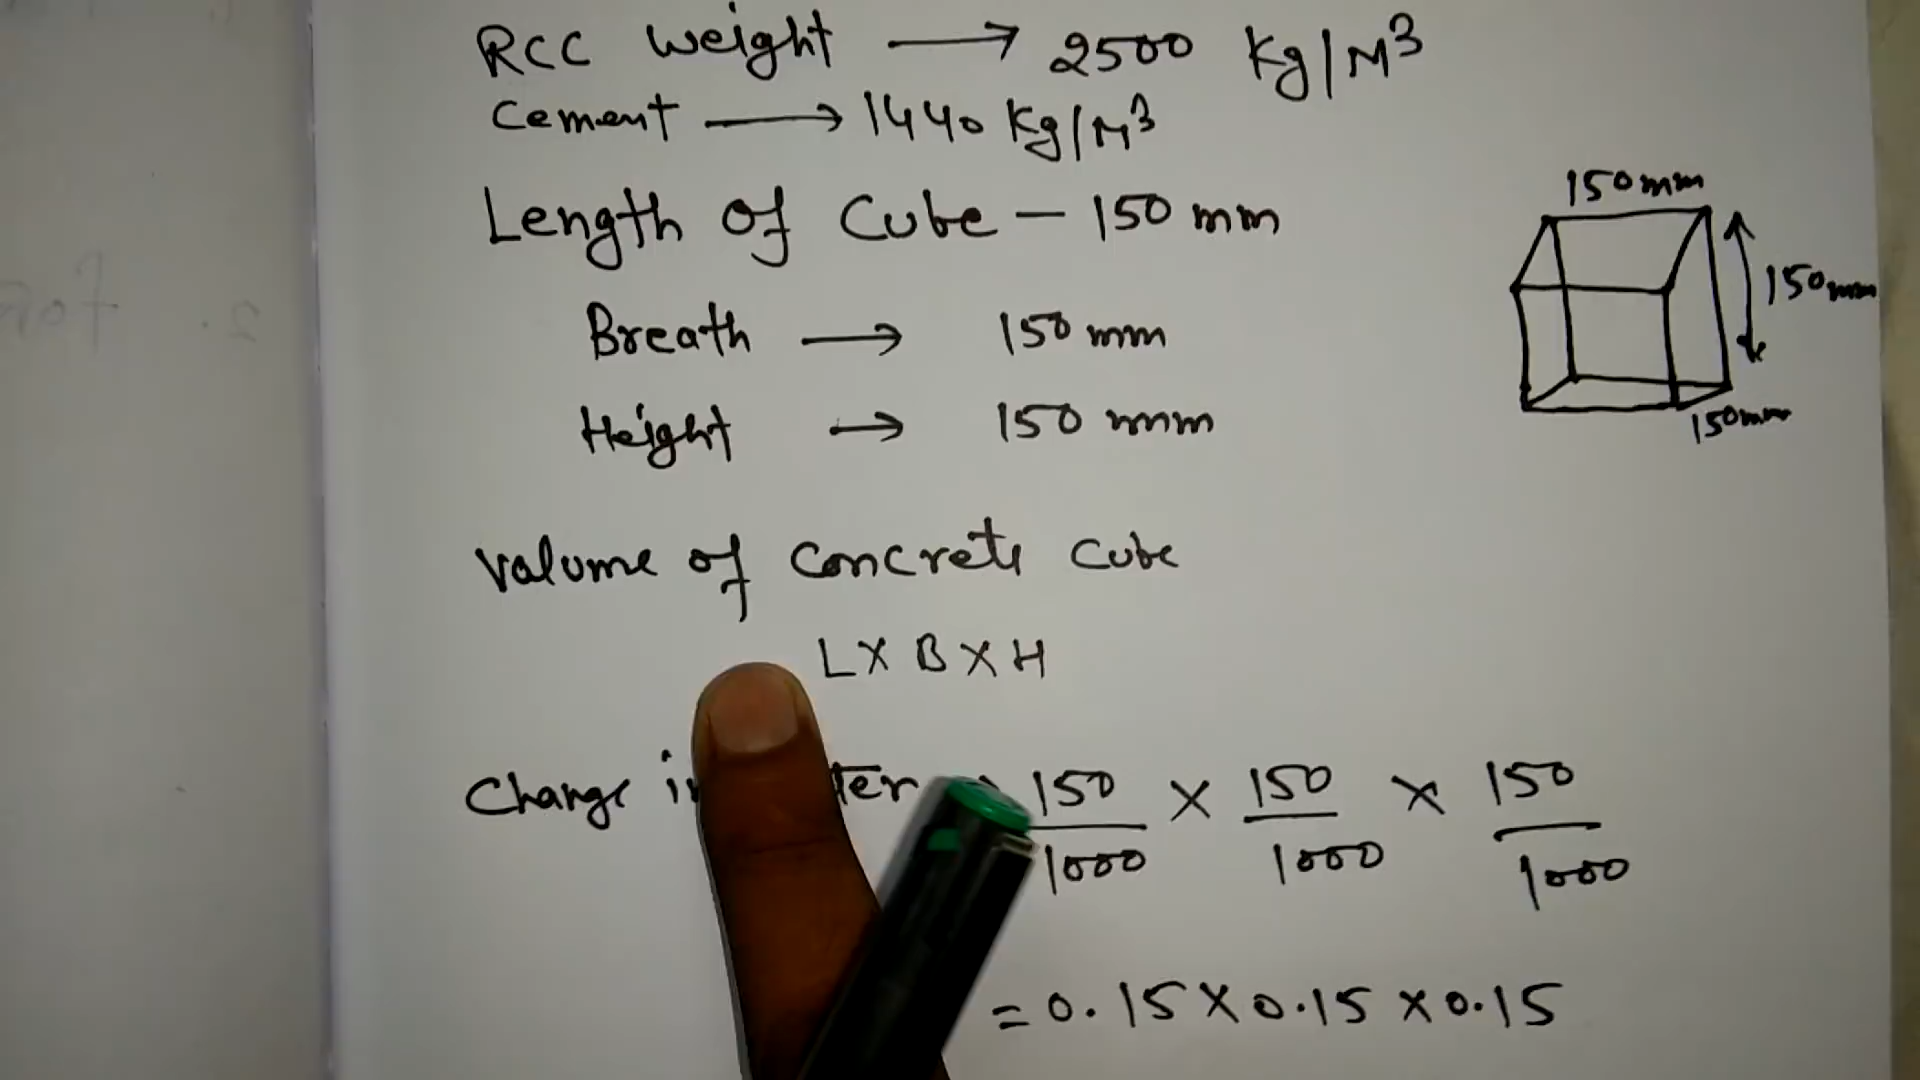 RCC Weight → 2500 Kg/M³
Cement → 1440 Kg/M³
Length of Cube - 150 mm
Breath → 150 mm
Height → 150 mm
150mm
150mm
150mm
Valume of Concrete Cube
L X B X H
Change
150/1000 × 150/1000 × 150/1000
= 0.15 × 0.15 × 0.15